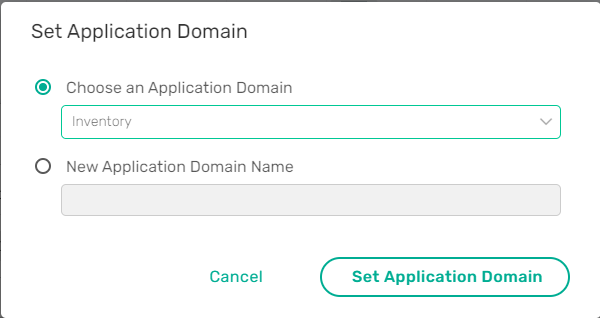 Set Application Domain
Choose an Application Domain
Inventory
New Application Domain Name
Cancel
Set Application Domain